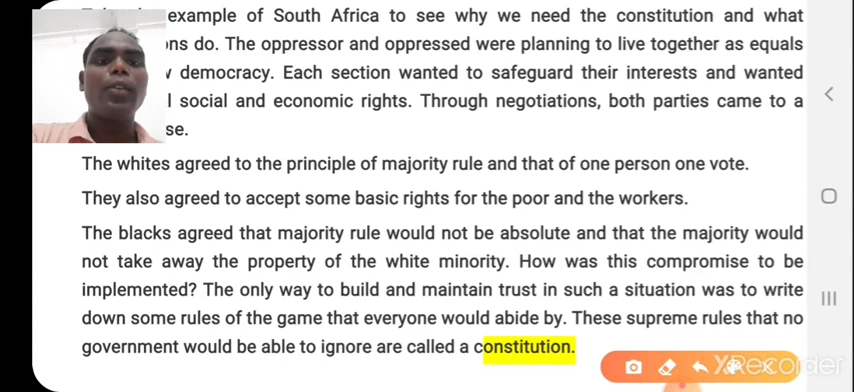 example of South Africa to see why we need the constitution and what
do. The oppressor and oppressed were planning to live together as equals
democracy. Each section wanted to safeguard their interests and wanted
social and economic rights. Through negotiations, both parties came to a
The whites agreed to the principle of majority rule and that of one person one vote.
They also agreed to accept some basic rights for the poor and the workers.
The blacks agreed that majority rule would not be absolute and that the majority would
not take away the property of the white minority. How was this compromise to be
implemented? The only way to build and maintain trust in such a situation was to write
down some rules of the game that everyone would abide by. These supreme rules that no
government would be able to ignore are called a constitution.
XRecorder